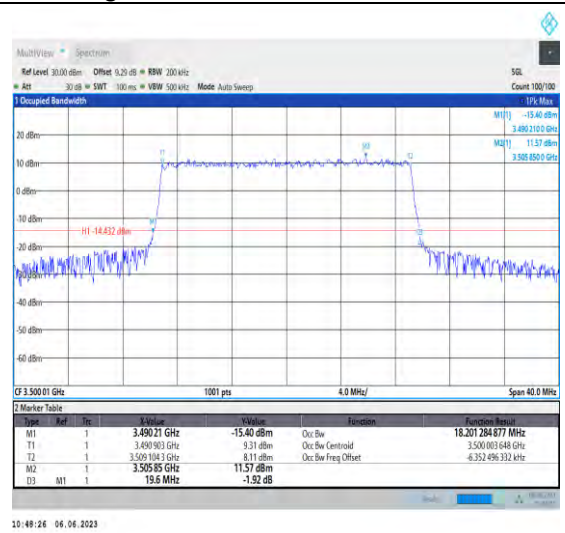 MultiView Spectrum
Ref Level 30.00 dBm Offset 9.29 dB RBW 200 kHz SGL
Att 30 dB SWT 100 ms VBW 500 kHz Mode Auto Sweep Count 100/100
1 Occupied Bandwidth 1Pk Max
M1[1] -15.40 dBm
3.490 2100 GHz
M2[1] 11.57 dBm
3.505 8500 GHz
20 dBm
10 dBm
0 dBm
-10 dBm
H1 -14.432 dBm
-20 dBm
-30 dBm
-40 dBm
-50 dBm
-60 dBm
T1
M2
T2
M1
D3
CF 3.500 01 GHz 1001 pts 4.0 MHz/ Span 40.0 MHz
2 Marker Table
Type Ref Trc X-Value Y-Value Function Function Result
M1 1 3.490 21 GHz -15.40 dBm Occ Bw 18.201 284 877 MHz
T1 1 3.490 903 GHz 9.31 dBm Occ Bw Centroid 3.500 003 648 GHz
T2 1 3.509 104 3 GHz 8.11 dBm Occ Bw Freq Offset -6.352 496 332 kHz
M2 1 3.505 85 GHz 11.57 dBm
D3 M1 1 19.6 MHz -1.92 dB
10:48:26 06.06.2023